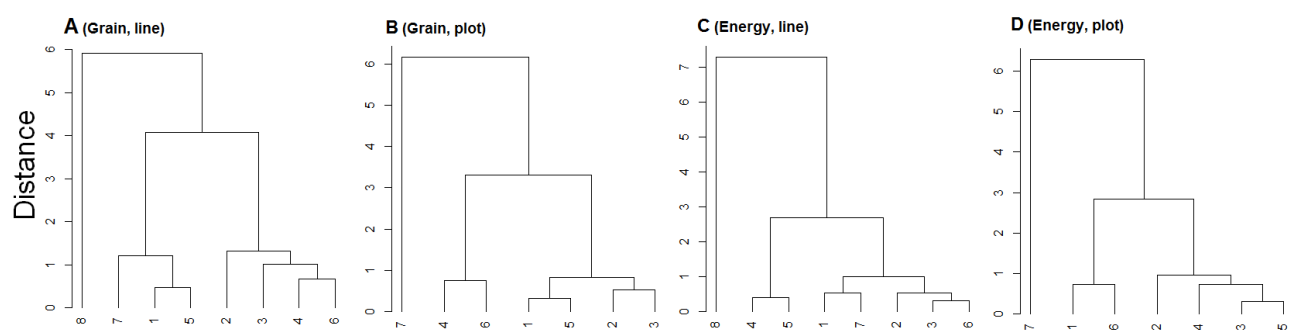 A (Grain, line)
B (Grain, plot)
C (Energy, line)
D (Energy, plot)
Distance
0 1 2 3 4 5 6
8 7 1 5 2 3 4 6
0 1 2 3 4 5 6
7 4 6 1 5 2 3
0 1 2 3 4 5 6 7
8 4 5 1 7 2 3 6
0 1 2 3 4 5 6
7 1 6 2 4 3 5